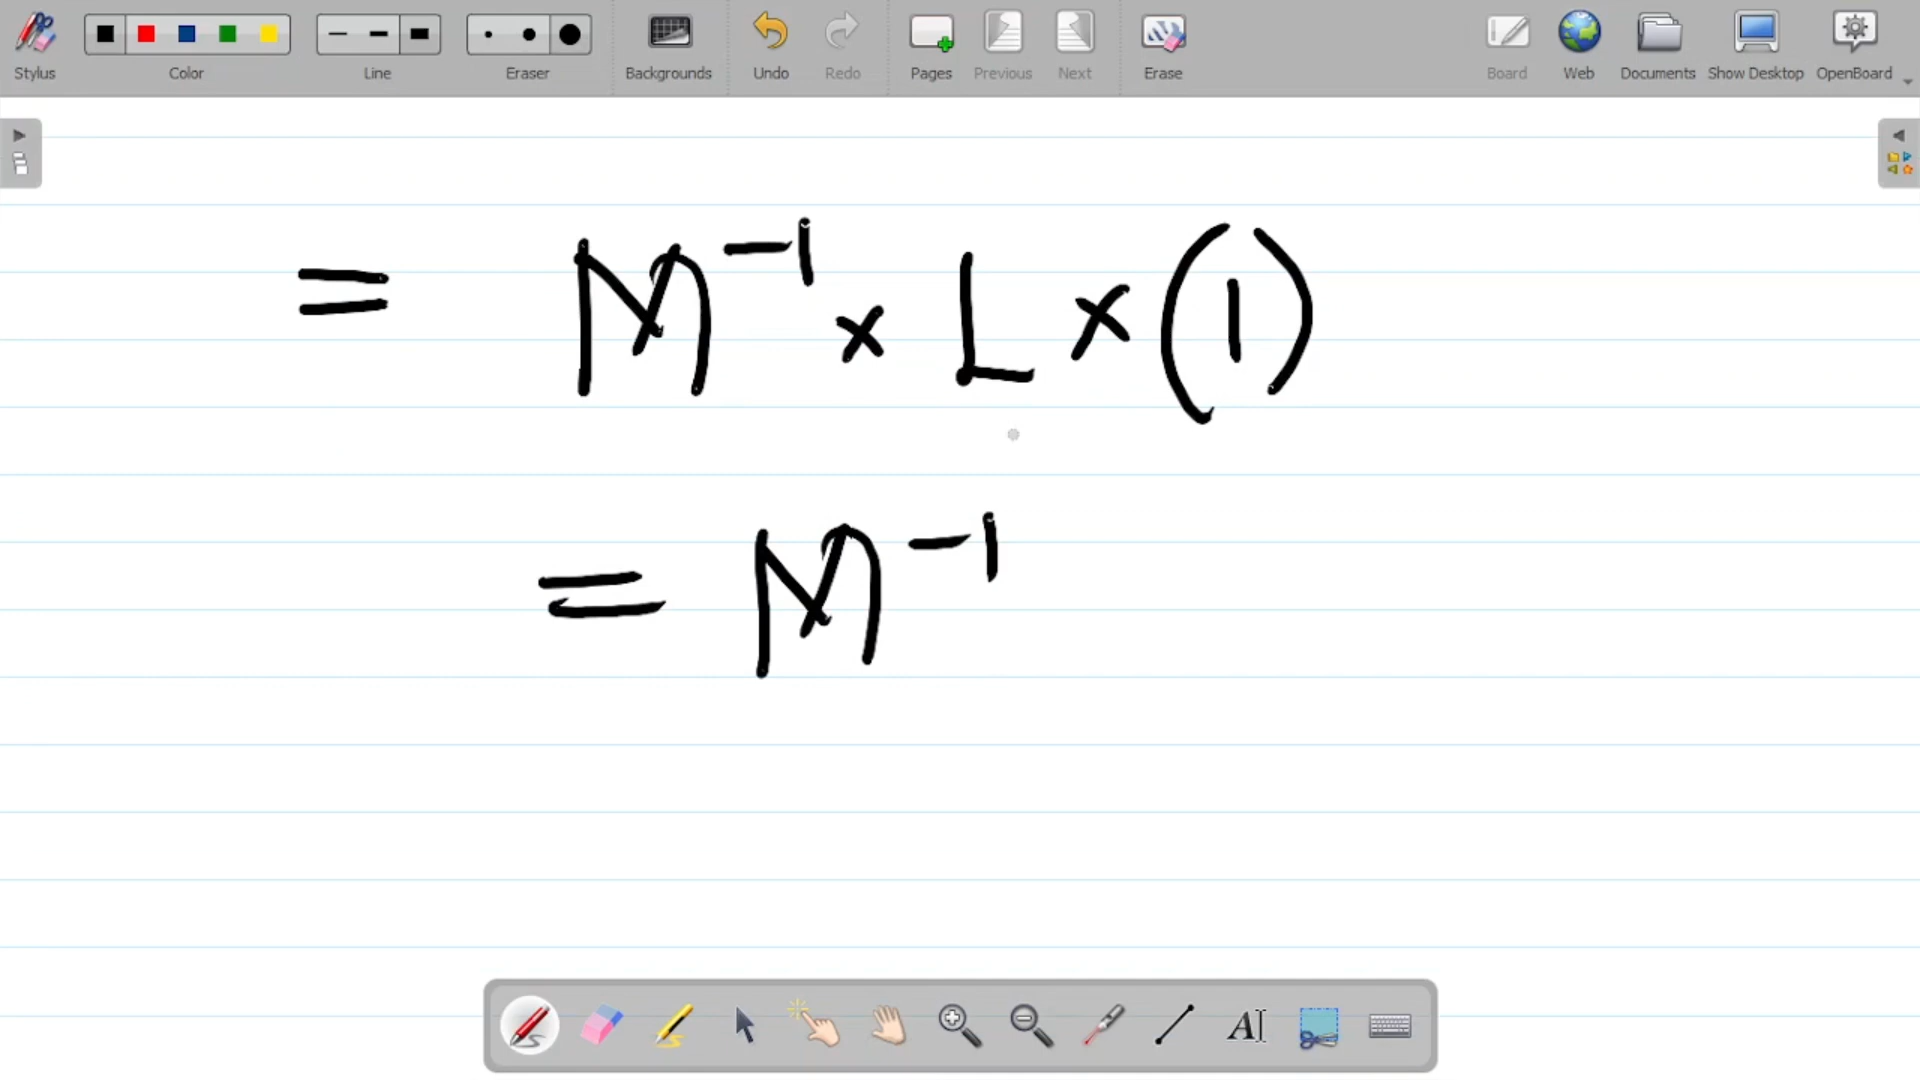 Stylus Color Line Eraser Backgrounds Undo Redo Pages Previous Next Erase Board Web Documents Show Desktop OpenBoard
= M⁻¹ × L × (1)
= M⁻¹